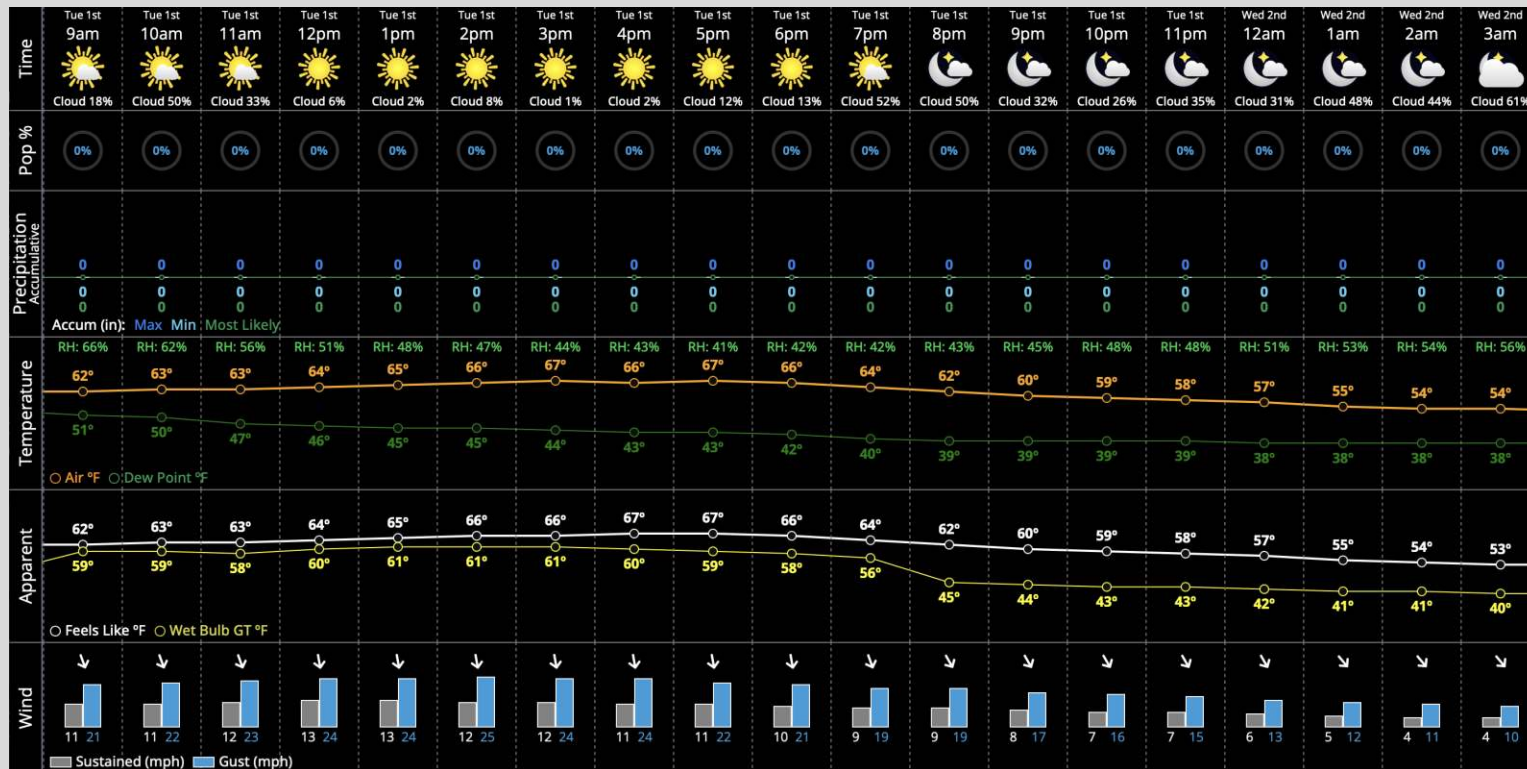 Tue 1st Tue 1st Tue 1st Tue 1st Tue 1st Tue 1st Tue 1st Tue 1st Tue 1st Tue 1st Tue 1st Tue 1st Tue 1st Tue 1st Tue 1st Wed 2nd Wed 2nd Wed 2nd Wed 2nd
Time
9am 10am 11am 12pm 1pm 2pm 3pm 4pm 5pm 6pm 7pm 8pm 9pm 10pm 11pm 12am 1am 2am 3am
Cloud 18% Cloud 50% Cloud 33% Cloud 6% Cloud 2% Cloud 8% Cloud 1% Cloud 2% Cloud 12% Cloud 13% Cloud 52% Cloud 50% Cloud 32% Cloud 26% Cloud 35% Cloud 31% Cloud 48% Cloud 44% Cloud 61%
Pop %
0% 0% 0% 0% 0% 0% 0% 0% 0% 0% 0% 0% 0% 0% 0% 0% 0% 0% 0%
Precipitation
Accumulative
0 0 0 0 0 0 0 0 0 0 0 0 0 0 0 0 0 0 0
0 0 0 0 0 0 0 0 0 0 0 0 0 0 0 0 0 0 0
0 0 0 0 0 0 0 0 0 0 0 0 0 0 0 0 0 0 0
Accum (in): Max Min Most Likely
Temperature
RH: 66% RH: 62% RH: 56% RH: 51% RH: 48% RH: 47% RH: 44% RH: 43% RH: 41% RH: 42% RH: 42% RH: 43% RH: 45% RH: 48% RH: 48% RH: 51% RH: 53% RH: 54% RH: 56%
62° 63° 63° 64° 65° 66° 67° 66° 67° 66° 64° 62° 60° 59° 58° 57° 55° 54° 54°
51° 50° 47° 46° 45° 45° 44° 43° 43° 42° 40° 39° 39° 39° 39° 38° 38° 38° 38°
Air ºF Dew Point ºF
Apparent
62° 63° 63° 64° 65° 66° 66° 67° 67° 66° 64° 62° 60° 59° 58° 57° 55° 54° 53°
59° 59° 58° 60° 61° 61° 61° 60° 59° 58° 56° 45° 44° 43° 43° 42° 41° 41° 40°
Feels Like ºF Wet Bulb GT ºF
Wind
11 21 11 22 12 23 13 24 13 24 12 25 12 24 11 24 11 22 10 21 9 19 9 19 8 17 7 16 7 15 6 13 5 12 4 11 4 10
Sustained (mph) Gust (mph)